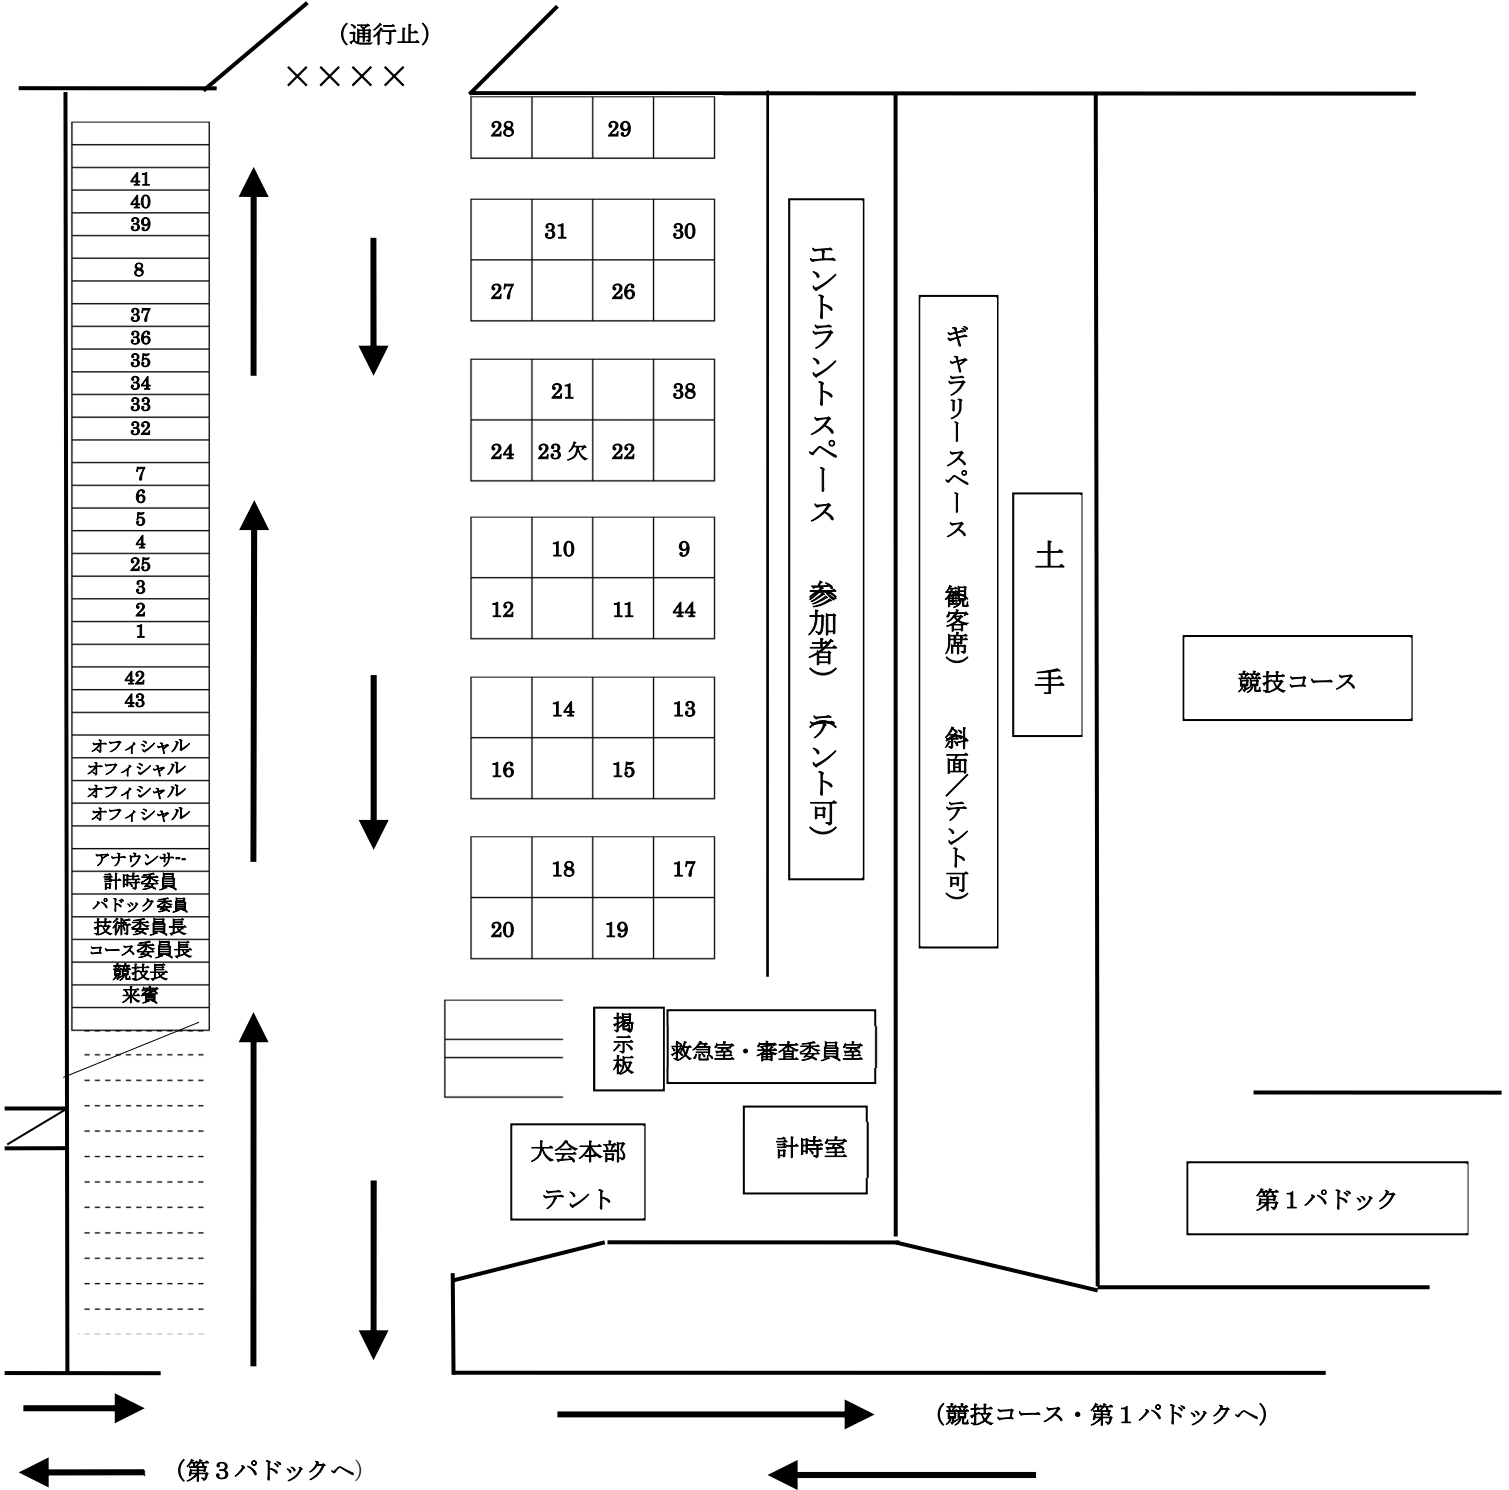 （通行止）
××××
41
40
39
8
37
36
35
34
33
32
7
6
5
4
25
3
2
1
42
43
オフィシャル
オフィシャル
オフィシャル
オフィシャル
アナウンサー
計時委員
パドック委員
技術委員長
コース委員長
競技長
来賓
28 29
31 30
27 26
21 38
24 23欠 22
10 9
12 11 44
14 13
16 15
18 17
20 19
エントラントスペース 参加者） テント可）
ギャラリースペース 観客席） 斜面／テント可）
土手
競技コース
掲示板
救急室・審査委員室
大会本部
テント
計時室
第１パドック
（競技コース・第１パドックへ）
（第３パドックへ）